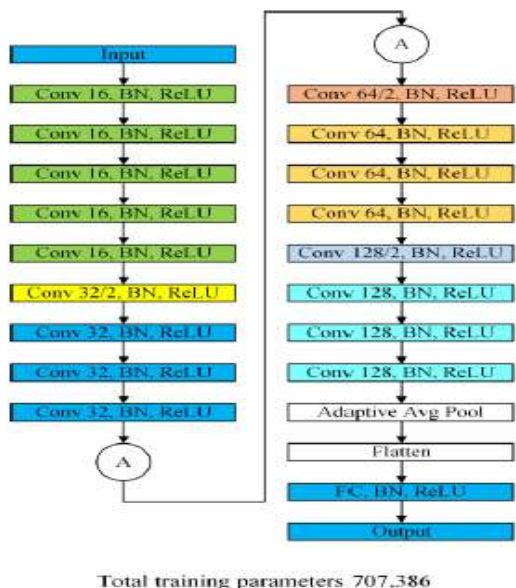 Input
Conv 16, BN, ReLU
Conv 16, BN, ReLU
Conv 16, BN, ReLU
Conv 16, BN, ReLU
Conv 16, BN, ReLU
Conv 32/2, BN, ReLU
Conv 32, BN, ReLU
Conv 32, BN, ReLU
Conv 32, BN, ReLU
A
A
Conv 64/2, BN, ReLU
Conv 64, BN, ReLU
Conv 64, BN, ReLU
Conv 64, BN, ReLU
Conv 128/2, BN, ReLU
Conv 128, BN, ReLU
Conv 128, BN, ReLU
Conv 128, BN, ReLU
Adaptive Avg Pool
Flatten
FC, BN, ReLU
Output
Total training parameters 707,386